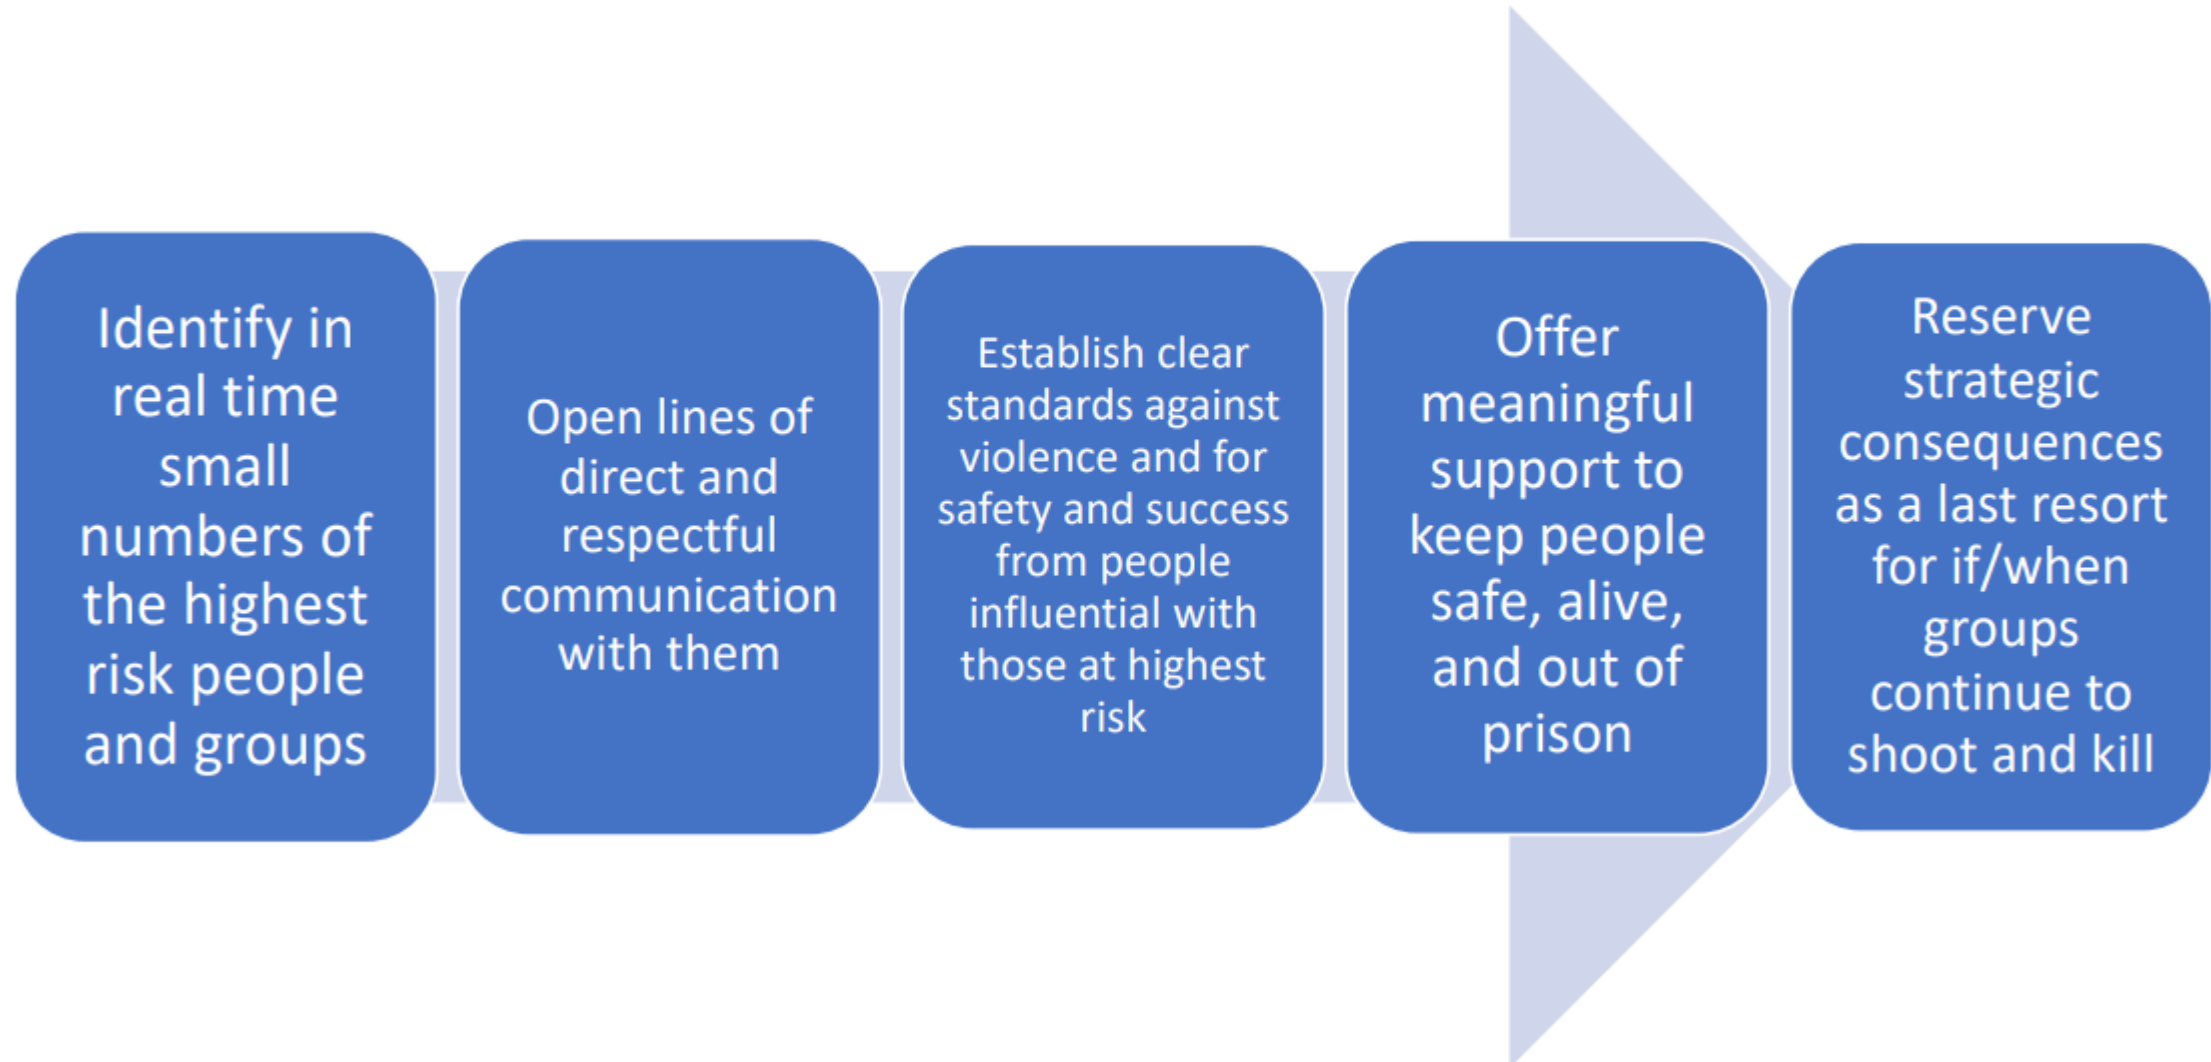 Identify in
real time
small
numbers of
the highest
risk people
and groups
Open lines of
direct and
respectful
communication
with them
Establish clear
standards against
violence and for
safety and success
from people
influential with
those at highest
risk
Offer
meaningful
support to
keep people
safe, alive,
and out of
prison
Reserve
strategic
consequences
as a last resort
for if/when
groups
continue to
shoot and kill